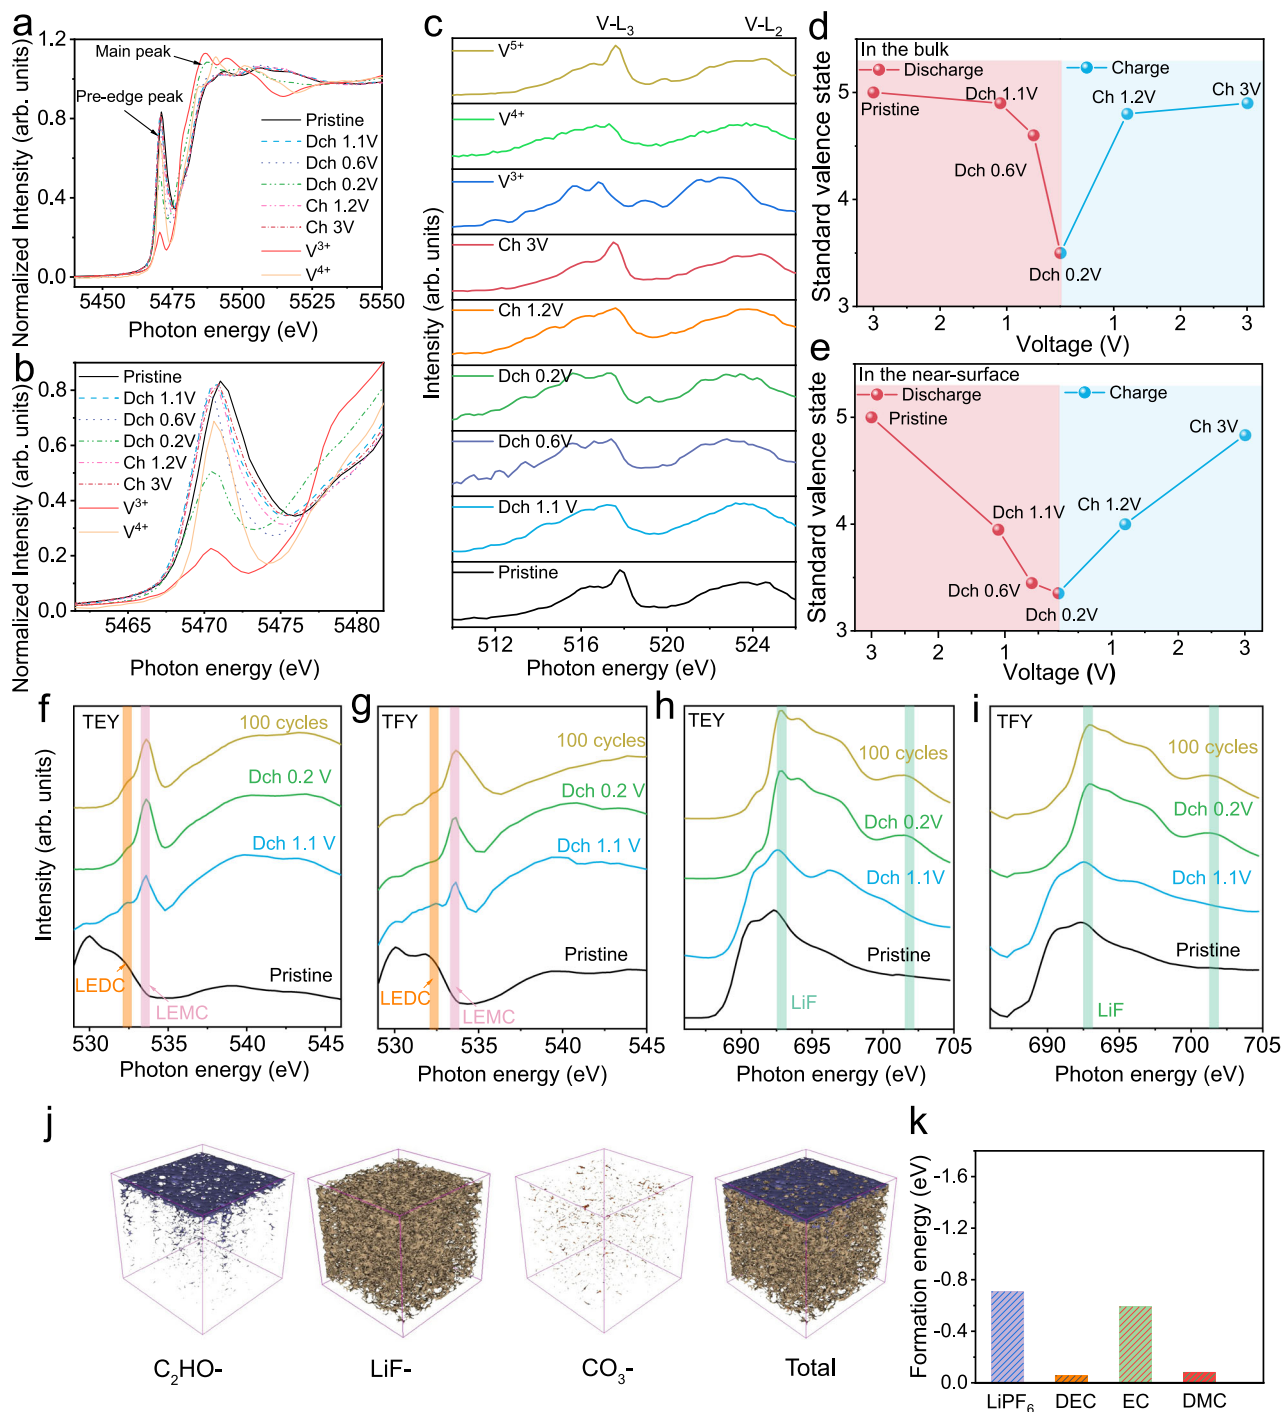 a
Normalized Intensity (arb. units)
1.2
0.8
0.4
0.0
Main peak
Pre-edge peak
Pristine
Dch 1.1V
Dch 0.6V
Dch 0.2V
Ch 1.2V
Ch 3V
V³⁺
V⁴⁺
5450 5475 5500 5525 5550
Photon energy (eV)
b
Normalized Intensity (arb. units)
0.8
0.6
0.4
0.2
0.0
Pristine
Dch 1.1V
Dch 0.6V
Dch 0.2V
Ch 1.2V
Ch 3V
V³⁺
V⁴⁺
5465 5470 5475 5480
Photon energy (eV)
c
V-L₃ V-L₂
Intensity (arb. units)
V⁵⁺
V⁴⁺
V³⁺
Ch 3V
Ch 1.2V
Dch 0.2V
Dch 0.6V
Dch 1.1 V
Pristine
512 516 520 524
Photon energy (eV)
d
Standard valence state
In the bulk
Discharge Charge
5
4
3
Pristine
Dch 1.1V
Dch 0.6V
Dch 0.2V
Ch 1.2V
Ch 3V
3 2 1 1 2 3
Voltage (V)
e
Standard valence state
In the near-surface
Discharge Charge
5
4
3
Pristine
Dch 1.1V
Dch 0.6V
Dch 0.2V
Ch 1.2V
Ch 3V
3 2 1 1 2 3
Voltage (V)
f
TEY
Intensity (arb. units)
100 cycles
Dch 0.2 V
Dch 1.1 V
Pristine
LEDC
LEMC
530 535 540 545
Photon energy (eV)
g
TFY
100 cycles
Dch 0.2 V
Dch 1.1 V
Pristine
LEDC
LEMC
530 535 540 545
Photon energy (eV)
h
TEY
100 cycles
Dch 0.2V
Dch 1.1V
Pristine
LiF
690 695 700 705
Photon energy (eV)
i
TFY
100 cycles
Dch 0.2V
Dch 1.1V
Pristine
LiF
690 695 700 705
Photon energy (eV)
j
C₂HO- LiF- CO₃- Total
k
Formation energy (eV)
-1.6
-1.2
-0.8
-0.4
0.0
LiPF₆ DEC EC DMC